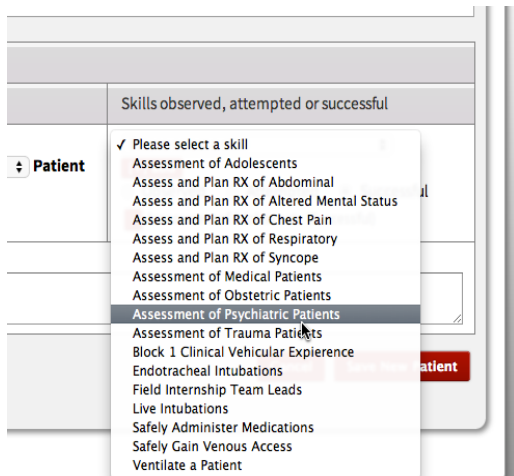 Skills observed, attempted or successful
✓ Please select a skill
Patient
Assessment of Adolescents
Assess and Plan RX of Abdominal
Assess and Plan RX of Altered Mental Status
Assess and Plan RX of Chest Pain
Assess and Plan RX of Respiratory
Assess and Plan RX of Syncope
Assessment of Medical Patients
Assessment of Obstetric Patients
Assessment of Psychiatric Patients
Assessment of Trauma Patients
Block 1 Clinical Vehicular Expierence
Endotracheal Intubations
Field Internship Team Leads
Live Intubations
Safely Administer Medications
Safely Gain Venous Access
Ventilate a Patient
Save New Patient